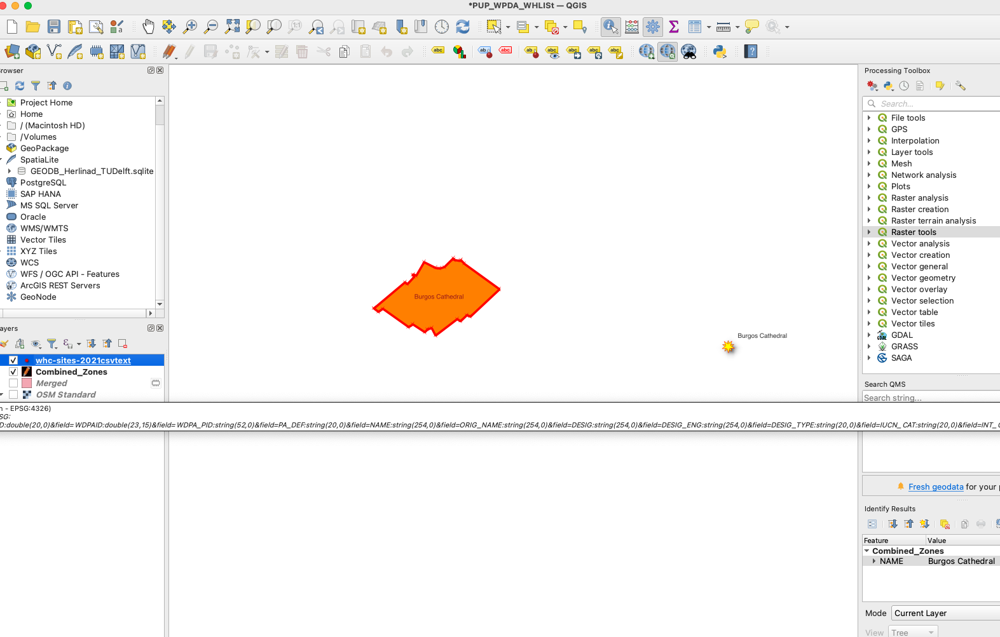 *PUP_WPDA_WHLISt — QGIS
Browser
Project Home
Home
/ (Macintosh HD)
/Volumes
GeoPackage
SpatiaLite
GEODB_Herlinad_TUDelft.sqlite
PostgreSQL
SAP HANA
MS SQL Server
Oracle
WMS/WMTS
Vector Tiles
XYZ Tiles
WCS
WFS / OGC API - Features
ArcGIS REST Servers
GeoNode
ayers
whc-sites-2021csvtext
Combined_Zones
Merged
OSM Standard
n - EPSG:4326)
SG:
D:double(20,0)&field=WDPAID:double(23,15)&field=WDPA_PID:string(52,0)&field=PA_DEF:string(20,0)&field=NAME:string(254,0)&field=ORIG_NAME:string(254,0)&field=DESIG:string(254,0)&field=DESIG_ENG:string(254,0)&field=DESIG_TYPE:string(20,0)&field=IUCN_CAT:string(20,0)&field=INT_
Burgos Cathedral
Burgos Cathedral
Processing Toolbox
Search...
File tools
GPS
Interpolation
Layer tools
Mesh
Network analysis
Plots
Raster analysis
Raster creation
Raster terrain analysis
Raster tools
Vector analysis
Vector creation
Vector general
Vector geometry
Vector overlay
Vector selection
Vector table
Vector tiles
GDAL
GRASS
SAGA
Search QMS
Search string...
Fresh geodata for your
Identify Results
Feature Value
Combined_Zones
NAME Burgos Cathedral
Mode Current Layer
View Tree